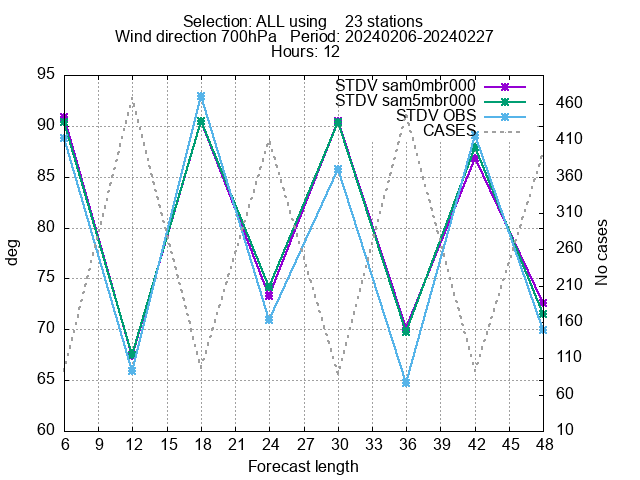 Selection: ALL using    23 stations
Wind direction 700hPa   Period: 20240206-20240227
Hours: 12
STDV sam0mbr000
STDV sam5mbr000
STDV OBS
CASES
deg
95
90
85
80
75
70
65
60
No cases
460
410
360
310
260
210
160
110
60
10
6 9 12 15 18 21 24 27 30 33 36 39 42 45 48
Forecast length